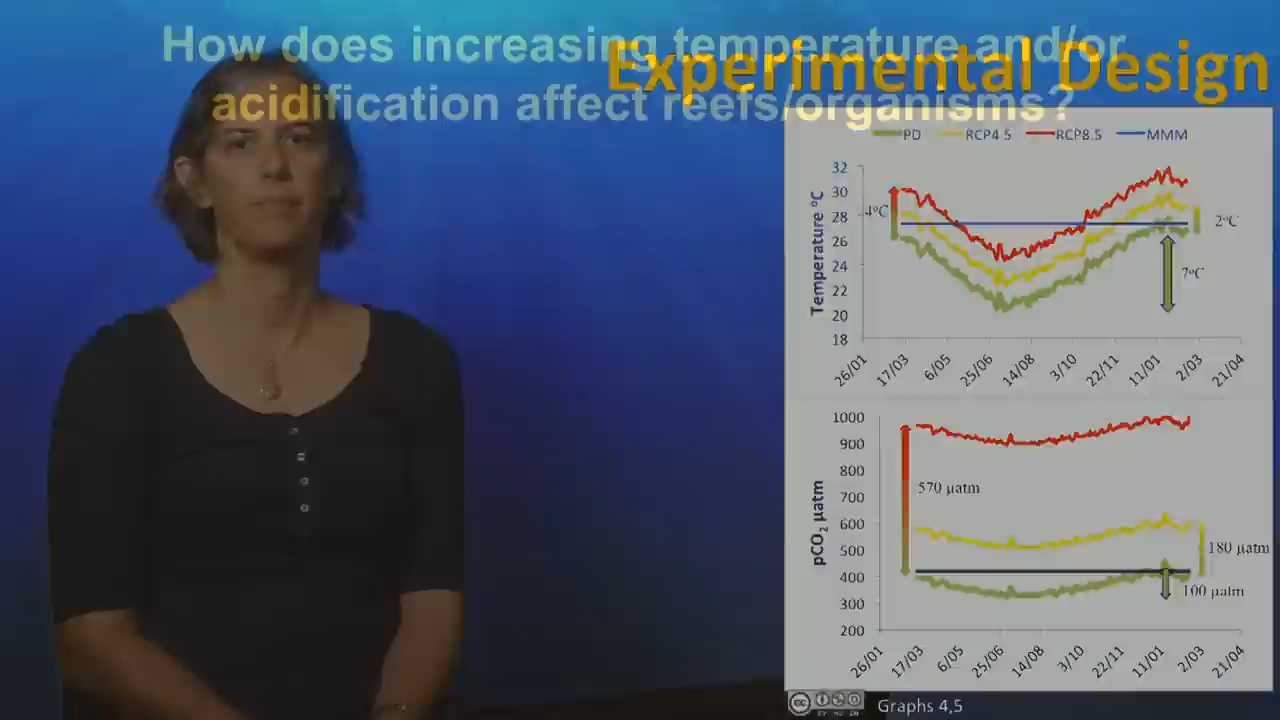 How does increasing temperature and/or
acidification affect reefs/organisms?
Experimental Design
PD RCP4.5 RCP8.5 MMM
Temperature °C
32
30
28
26
24
22
20
18
4°C
2°C
7°C
26/01 17/03 6/05 25/06 14/08 3/10 22/11 11/01 2/03 21/04
pCO₂ µatm
1000
900
800
700
600
500
400
300
200
570 µatm
180 µatm
100 µatm
26/01 17/03 6/05 25/06 14/08 3/10 22/11 11/01 2/03 21/04
Graphs 4,5